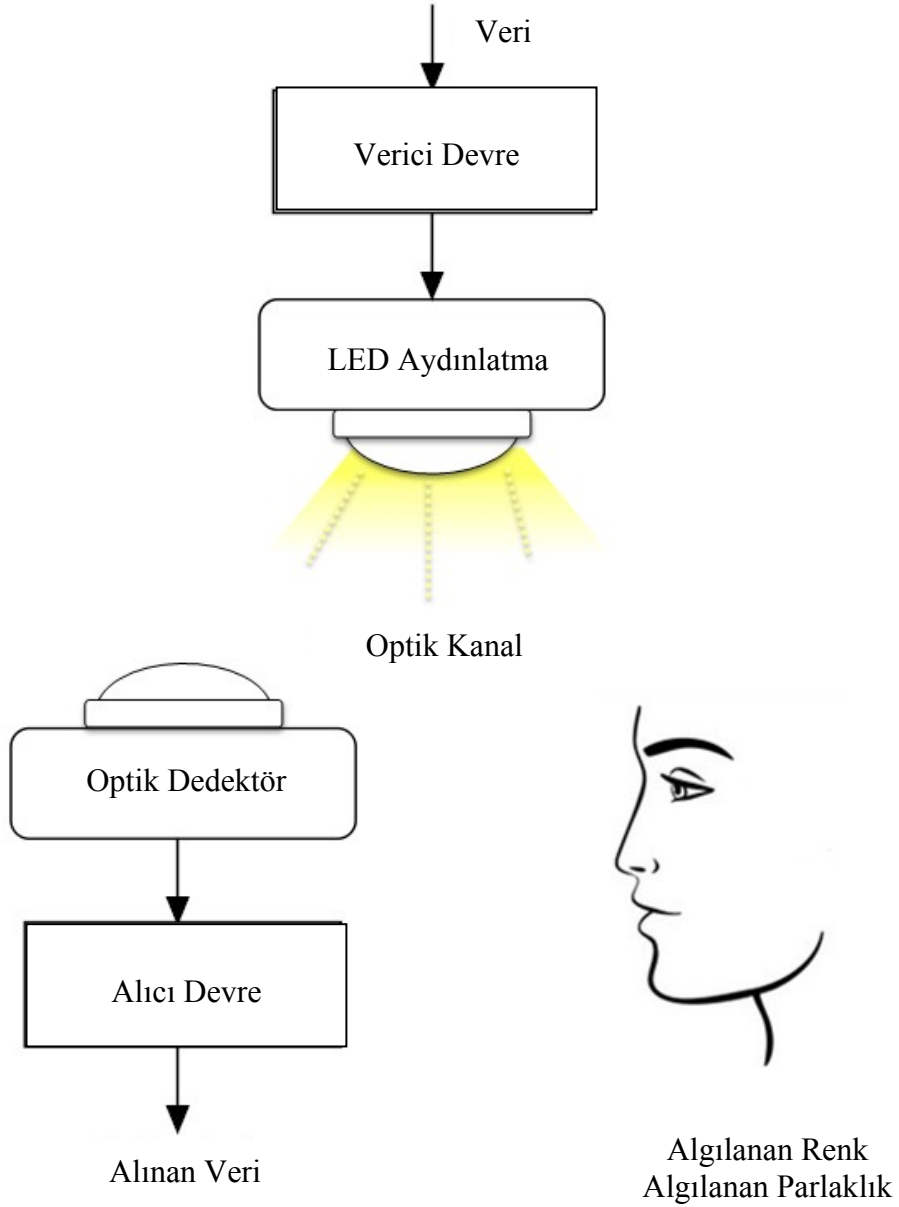 Veri
Verici Devre
LED Aydınlatma
Optik Kanal
Optik Dedektör
Alıcı Devre
Alınan Veri
Algılanan Renk
Algılanan Parlaklık